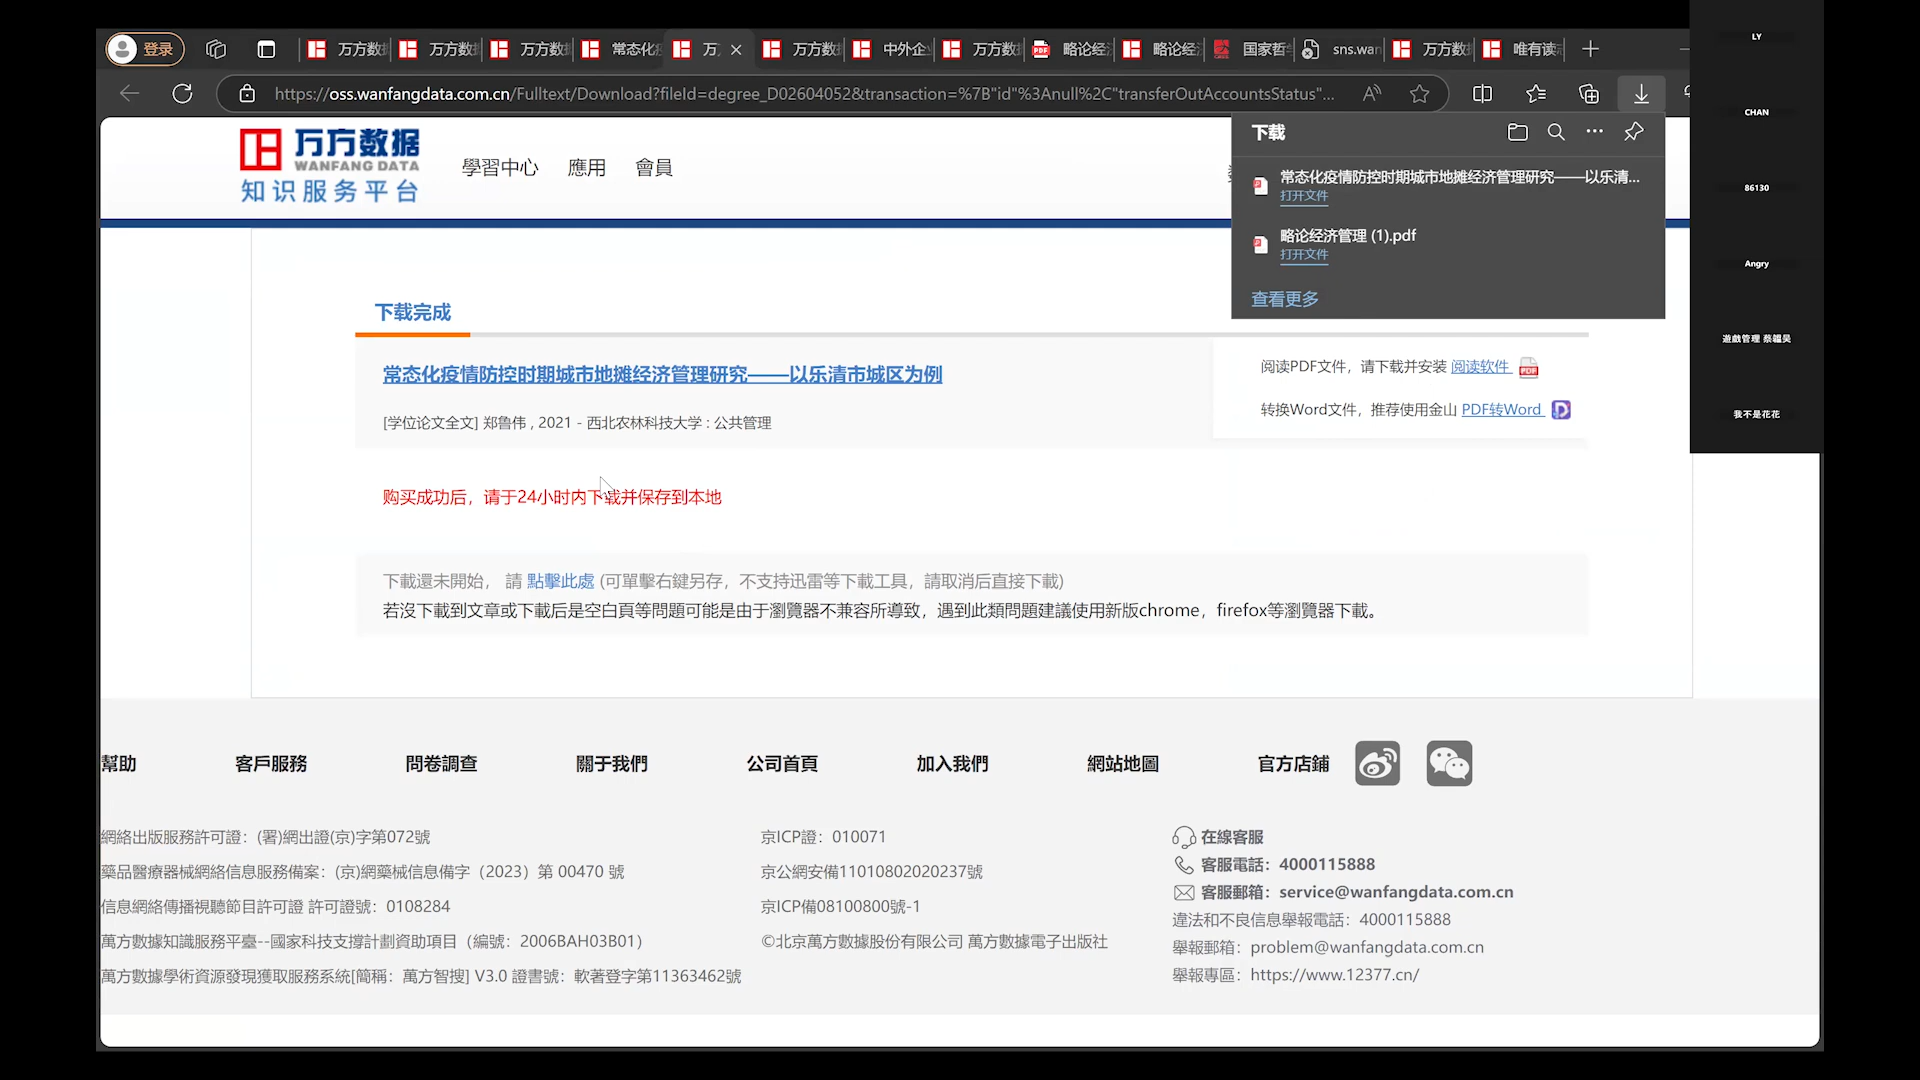 登录
万方数
万方数
万方数
常态化
万
万方数
中外企
万方数
略论经
略论经
国家哲
sns.wan
万方数
唯有读
https://oss.wanfangdata.com.cn/Fulltext/Download?fileId=degree_D02604052&transaction=%7B"id"%3Anull%2C"transferOutAccountsStatus"...
万方数据
WANFANG DATA
知识服务平台
學習中心
應用
會員
下载
常态化疫情防控时期城市地摊经济管理研究——以乐清...
打开文件
略论经济管理 (1).pdf
打开文件
查看更多
LY
CHAN
86130
Angry
遊戲管理 蔡韞昊
我不是花花
下载完成
常态化疫情防控时期城市地摊经济管理研究——以乐清市城区为例
[学位论文全文] 郑鲁伟 , 2021 - 西北农林科技大学 : 公共管理
阅读PDF文件，请下载并安装 阅读软件
转换Word文件，推荐使用金山 PDF转Word
购买成功后，请于24小时内下载并保存到本地
下載還未開始， 請 點擊此處 (可單擊右鍵另存，不支持迅雷等下載工具，請取消后直接下載)
若沒下載到文章或下載后是空白頁等問題可能是由于瀏覽器不兼容所導致，遇到此類問題建議使用新版chrome，firefox等瀏覽器下載。
幫助
客戶服務
問卷調查
關于我們
公司首頁
加入我們
網站地圖
官方店鋪
網絡出版服務許可證：(署)網出證(京)字第072號
藥品醫療器械網絡信息服務備案：(京)網藥械信息備字（2023）第 00470 號
信息網絡傳播視聽節目許可證 許可證號：0108284
萬方數據知識服務平臺--國家科技支撐計劃資助項目（編號：2006BAH03B01）
萬方數據學術資源發現獲取服務系統[簡稱：萬方智搜] V3.0 證書號：軟著登字第11363462號
京ICP證：010071
京公網安備11010802020237號
京ICP備08100800號-1
©北京萬方數據股份有限公司 萬方數據電子出版社
在線客服
客服電話：4000115888
客服郵箱：service@wanfangdata.com.cn
違法和不良信息舉報電話：4000115888
舉報郵箱：problem@wanfangdata.com.cn
舉報專區：https://www.12377.cn/